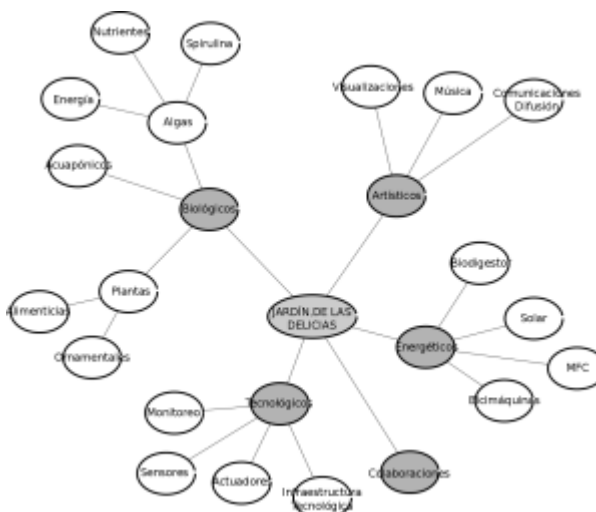 Nutrientes
Spirulina
Energía
Algas
Acuapónicos
Biológicos
Plantas
Alimenticias
Ornamentales
Visualizaciones
Música
Comunicaciones
Difusión
Artísticos
JARDÍN DE LAS
DELICIAS
Biodigestor
Solar
Energéticos
MFC
Bicimáquinas
Tecnológicos
Monitoreo
Sensores
Actuadores
Infraestructura
Tecnológica
Colaboraciones